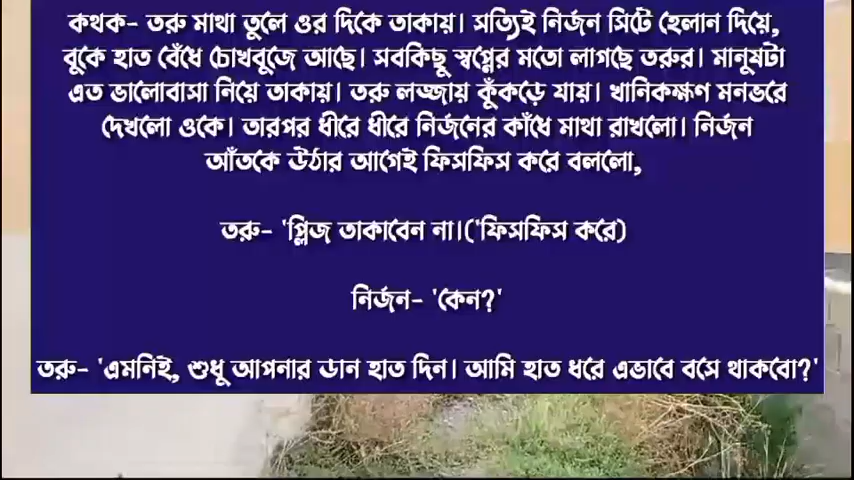 কথক- তরু মাথা তুলে ওর দিকে তাকায়। সত্যিই নির্জন সিটে হেলান দিয়ে,
বুকে হাত বেঁধে চোখবুজে আছে। সবকিছু স্বপ্নের মতো লাগছে তরুর। মানুষটা
এত ভালোবাসা নিয়ে তাকায়। তরু লজ্জায় কুঁকড়ে যায়। খানিকক্ষণ মনভরে
দেখলো ওকে। তারপর ধীরে ধীরে নির্জনের কাঁধে মাথা রাখলো। নির্জন
আঁতকে উঠার আগেই ফিসফিস করে বললো,
তরু- 'প্লিজ তাকাবেন না।('ফিসফিস করে)
নির্জন- 'কেন?'
তরু- 'এমনিই, শুধু আপনার ডান হাত দিন। আমি হাত ধরে এভাবে বসে থাকবো?'